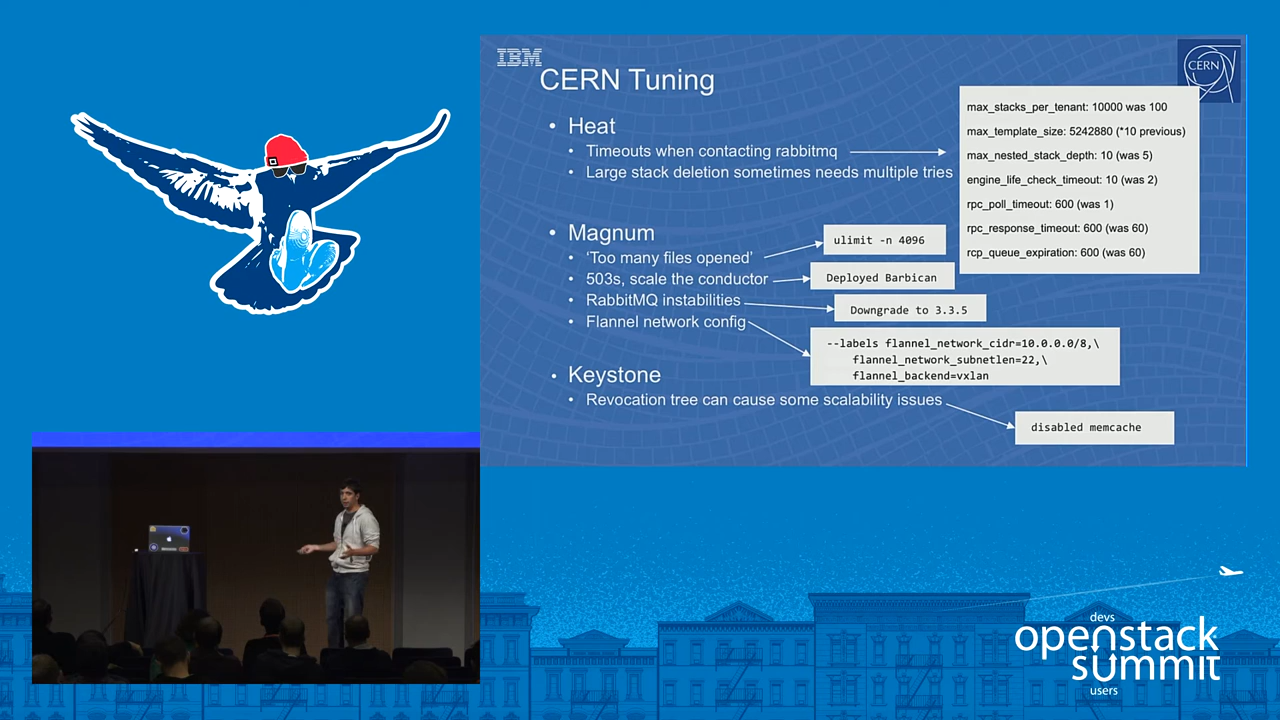 IBM
CERN Tuning
CERN
• Heat
• Timeouts when contacting rabbitmq
• Large stack deletion sometimes needs multiple tries
max_stacks_per_tenant: 10000 was 100
max_template_size: 5242880 (*10 previous)
max_nested_stack_depth: 10 (was 5)
engine_life_check_timeout: 10 (was 2)
rpc_poll_timeout: 600 (was 1)
rpc_response_timeout: 600 (was 60)
rcp_queue_expiration: 600 (was 60)
• Magnum
• ‘Too many files opened’
ulimit -n 4096
• 503s, scale the conductor
Deployed Barbican
• RabbitMQ instabilities
Downgrade to 3.3.5
• Flannel network config
--labels flannel_network_cidr=10.0.0.0/8,\
flannel_network_subnetlen=22,\
flannel_backend=vxlan
• Keystone
• Revocation tree can cause some scalability issues
disabled memcache
devs
openstack
summit
users